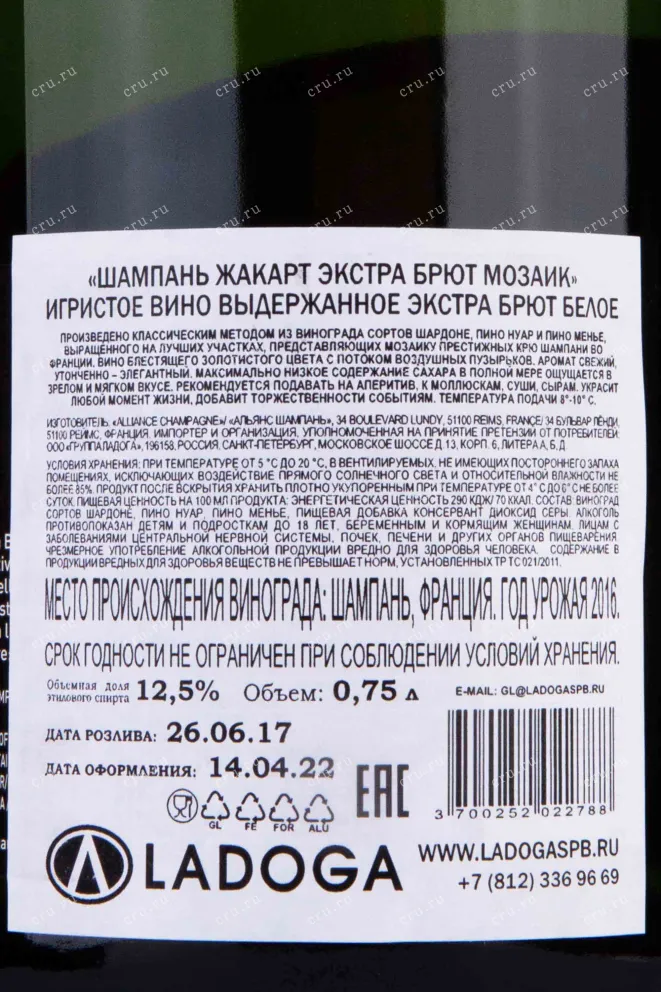 «ШАМПАНЬ ЖАКАРТ ЭКСТРА БРЮТ МОЗАИК»
ИГРИСТОЕ ВИНО ВЫДЕРЖАННОЕ ЭКСТРА БРЮТ БЕЛОЕ
ПРОИЗВЕДЕНО КЛАССИЧЕСКИМ МЕТОДОМ ИЗ ВИНОГРАДА СОРТОВ ШАРДОНЕ, ПИНО НУАР И ПИНО МЕНЬЕ,
ВЫРАЩЕННОГО НА ЛУЧШИХ УЧАСТКАХ, ПРЕДСТАВЛЯЮЩИХ МОЗАИКУ ПРЕСТИЖНЫХ КРЮ ШАМПАНИ ВО
ФРАНЦИИ. ВИНО БЛЕСТЯЩЕГО ЗОЛОТИСТОГО ЦВЕТА С ПОТОКОМ ВОЗДУШНЫХ ПУЗЫРЬКОВ. АРОМАТ СВЕЖИЙ,
УТОНЧЕННО – ЭЛЕГАНТНЫЙ. МАКСИМАЛЬНО НИЗКОЕ СОДЕРЖАНИЕ САХАРА В ПОЛНОЙ МЕРЕ ОЩУЩАЕТСЯ В
ЗРЕЛОМ И МЯГКОМ ВКУСЕ. РЕКОМЕНДУЕТСЯ ПОДАВАТЬ НА АПЕРИТИВ, К МОЛЛЮСКАМ, СУШИ, СЫРАМ. УКРАСИТ
ЛЮБОЙ МОМЕНТ ЖИЗНИ, ДОБАВИТ ТОРЖЕСТВЕННОСТИ СОБЫТИЯМ. ТЕМПЕРАТУРА ПОДАЧИ 8°-10° С.
ИЗГОТОВИТЕЛЬ: «ALLIANCE CHAMPAGNE»/ «АЛЬЯНС ШАМПАНЬ», 34 BOULEVARD LUNDY, 51100 REIMS, FRANCE/ 34 БУЛЬВАР ЛЁНДИ,
51100 РЕЙМС, ФРАНЦИЯ. ИМПОРТЕР И ОРГАНИЗАЦИЯ, УПОЛНОМОЧЕННАЯ НА ПРИНЯТИЕ ПРЕТЕНЗИИ ОТ ПОТРЕБИТЕЛЕЙ:
ООО «ГРУППА ЛАДОГА», 196158, РОССИЯ, САНКТ-ПЕТЕРБУРГ, МОСКОВСКОЕ ШОССЕ Д. 13, КОРП. 6, ЛИТЕРА А, Б, Д.
УСЛОВИЯ ХРАНЕНИЯ: ПРИ ТЕМПЕРАТУРЕ ОТ 5 °С ДО 20 °С, В ВЕНТИЛИРУЕМЫХ, НЕ ИМЕЮЩИХ ПОСТОРОННЕГО ЗАПАХА
ПОМЕЩЕНИЯХ, ИСКЛЮЧАЮЩИХ ВОЗДЕЙСТВИЕ ПРЯМОГО СОЛНЕЧНОГО СВЕТА И ОТНОСИТЕЛЬНОЙ ВЛАЖНОСТИ НЕ
БОЛЕЕ 85%. ПРОДУКТ ПОСЛЕ ВСКРЫТИЯ ХРАНИТЬ ПЛОТНО УКУПОРЕННЫМ ПРИ ТЕМПЕРАТУРЕ ОТ 4° С ДО 6° С НЕ БОЛЕЕ
СУТОК. ПИЩЕВАЯ ЦЕННОСТЬ НА 100 МЛ ПРОДУКТА: ЭНЕРГЕТИЧЕСКАЯ ЦЕННОСТЬ 290 КДЖ/ 70 ККАЛ. СОСТАВ: ВИНОГРАД
СОРТОВ ШАРДОНЕ, ПИНО НУАР, ПИНО МЕНЬЕ, ПИЩЕВАЯ ДОБАВКА КОНСЕРВАНТ ДИОКСИД СЕРЫ. АЛКОГОЛЬ
ПРОТИВОПОКАЗАН ДЕТЯМ И ПОДРОСТКАМ ДО 18 ЛЕТ, БЕРЕМЕННЫМ И КОРМЯЩИМ ЖЕНЩИНАМ, ЛИЦАМ С
ЗАБОЛЕВАНИЯМИ ЦЕНТРАЛЬНОЙ НЕРВНОЙ СИСТЕМЫ, ПОЧЕК, ПЕЧЕНИ И ДРУГИХ ОРГАНОВ ПИЩЕВАРЕНИЯ.
ЧРЕЗМЕРНОЕ УПОТРЕБЛЕНИЕ АЛКОГОЛЬНОЙ ПРОДУКЦИИ ВРЕДНО ДЛЯ ЗДОРОВЬЯ ЧЕЛОВЕКА. СОДЕРЖАНИЕ В
ПРОДУКЦИИ ВРЕДНЫХ ДЛЯ ЗДОРОВЬЯ ВЕЩЕСТВ НЕ ПРЕВЫШАЕТ НОРМ, УСТАНОВЛЕННЫХ ТР ТС 021/2011.
МЕСТО ПРОИСХОЖДЕНИЯ ВИНОГРАДА: ШАМПАНЬ, ФРАНЦИЯ. ГОД УРОЖАЯ 2016.
СРОК ГОДНОСТИ НЕ ОГРАНИЧЕН ПРИ СОБЛЮДЕНИИ УСЛОВИЙ ХРАНЕНИЯ.
Объемная доля
этилового спирта 12,5% Объем: 0,75 л
E-MAIL: GL@LADOGASPB.RU
ДАТА РОЗЛИВА: 26.06.17
ДАТА ОФОРМЛЕНИЯ: 14.04.22
EAC
3 700252 022788
GL FE FOR ALU
LADOGA
WWW.LADOGASPB.RU
+7 (812) 336 96 69
cru.ru